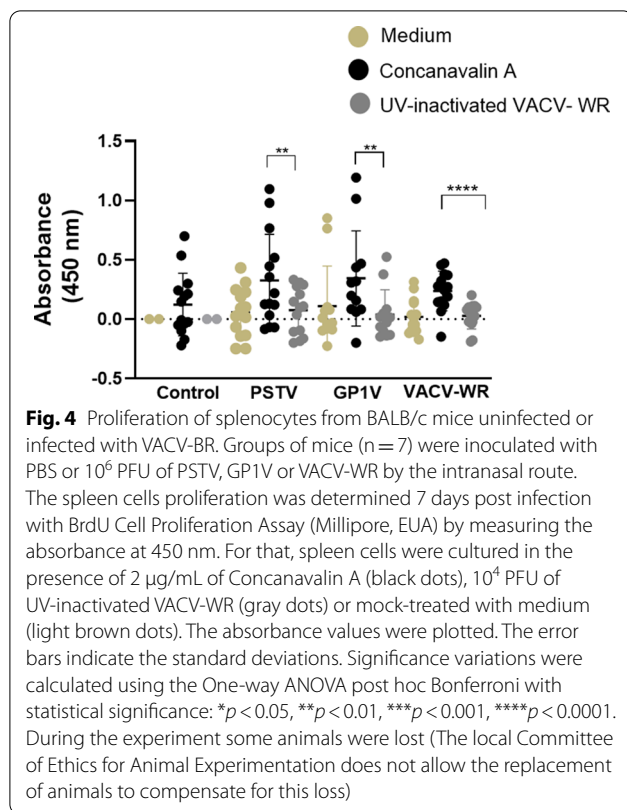 Medium
Concanavalin A
UV-inactivated VACV- WR
Absorbance
(450 nm)
1.5
1.0
0.5
0.0
-0.5
**
**
****
Control
PSTV
GP1V
VACV-WR
Fig. 4 Proliferation of splenocytes from BALB/c mice uninfected or
infected with VACV-BR. Groups of mice (n = 7) were inoculated with
PBS or 10⁶ PFU of PSTV, GP1V or VACV-WR by the intranasal route.
The spleen cells proliferation was determined 7 days post infection
with BrdU Cell Proliferation Assay (Millipore, EUA) by measuring the
absorbance at 450 nm. For that, spleen cells were cultured in the
presence of 2 µg/mL of Concanavalin A (black dots), 10⁴ PFU of
UV-inactivated VACV-WR (gray dots) or mock-treated with medium
(light brown dots). The absorbance values were plotted. The error
bars indicate the standard deviations. Significance variations were
calculated using the One-way ANOVA post hoc Bonferroni with
statistical significance: *p < 0.05, **p < 0.01, ***p < 0.001, ****p < 0.0001.
During the experiment some animals were lost (The local Committee
of Ethics for Animal Experimentation does not allow the replacement
of animals to compensate for this loss)